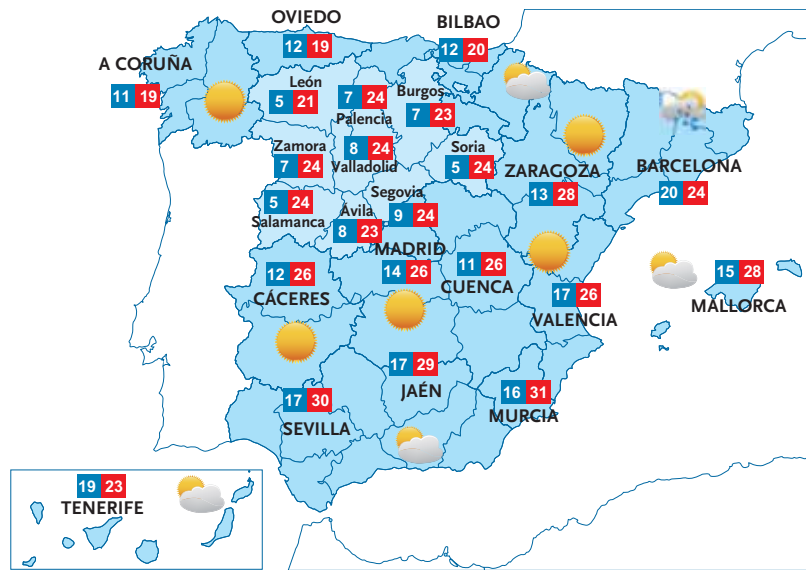 OVIEDO
12 19
BILBAO
12 20
A CORUÑA
11 19
León
5 21
7 24
Palencia
Burgos
7 23
Zamora
7 24
8 24
Valladolid
Soria
5 24
ZARAGOZA
13 28
BARCELONA
20 24
5 24
Salamanca
Ávila
8 23
Segovia
9 24
MADRID
14 26
11 26
CUENCA
12 26
CÁCERES
17 26
VALENCIA
15 28
MALLORCA
17 29
JAÉN
17 30
SEVILLA
16 31
MURCIA
19 23
TENERIFE